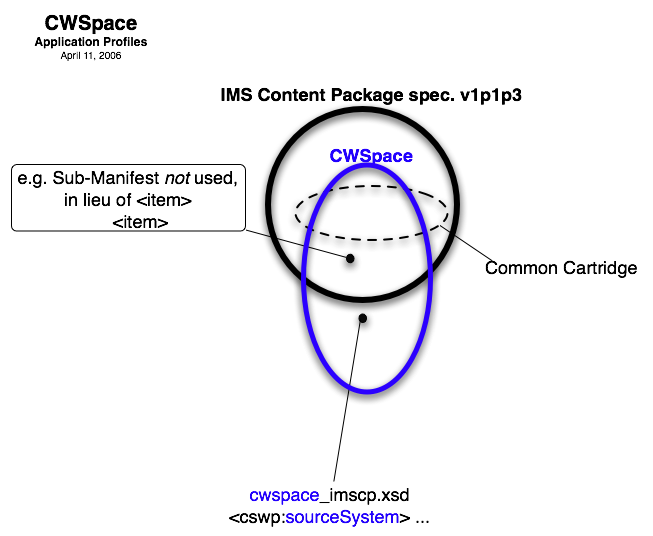 CWSpace
Application Profiles
April 11, 2006
IMS Content Package spec. v1p1p3
CWSpace
e.g. Sub-Manifest not used,
in lieu of <item>
<item>
Common Cartridge
cwspace_imscp.xsd
<cswp:sourceSystem> ...